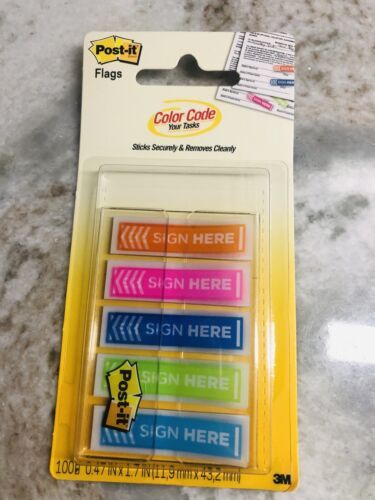 Post-it
Flags
Color Code
Your Tasks
Sticks Securely & Removes Cleanly
SIGN HERE
SIGN HERE
SIGN HERE
SIGN HERE
SIGN HERE
Post-it
0.47 IN x 1.7 IN (11,9 mm x 43,2 mm)
3M